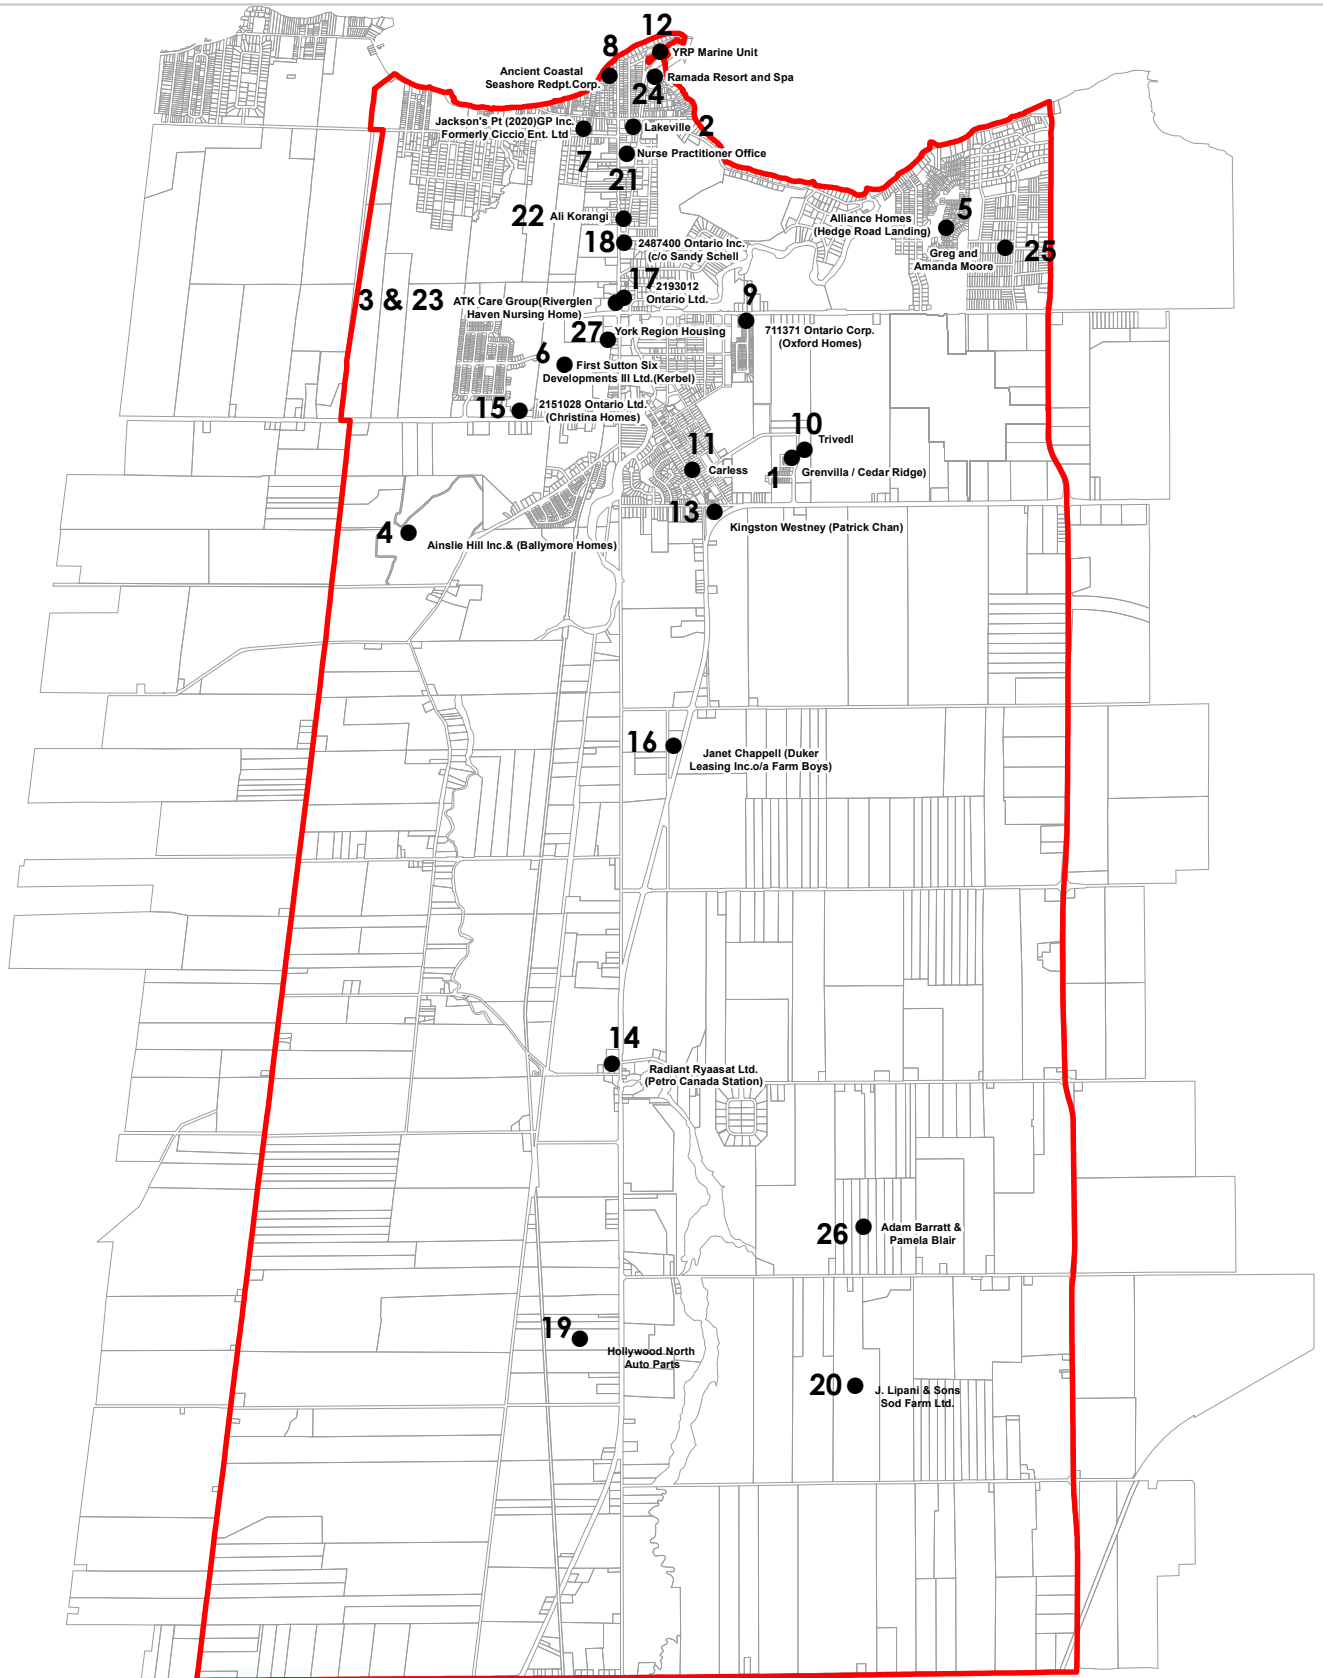 12
YRP Marine Unit
8
Ancient Coastal
Seashore Redpt.Corp.
Ramada Resort and Spa
24
Jackson's Pt (2020)GP Inc.
Formerly Ciccio Ent. Ltd
7
Lakeville
2
Nurse Practitioner Office
21
22
Ali Korangi
18
2487400 Ontario Inc.
(c/o Sandy Schell
5
Alliance Homes
(Hedge Road Landing)
Greg and
Amanda Moore
25
3 & 23
ATK Care Group(Riverglen
Haven Nursing Home)
17
2193012
Ontario Ltd.
9
711371 Ontario Corp.
(Oxford Homes)
27
York Region Housing
6
First Sutton Six
Developments III Ltd.(Kerbel)
15
2151028 Ontario Ltd.
(Christina Homes)
10
Trivedl
11
Carless
1
Grenvilla / Cedar Ridge)
13
Kingston Westney (Patrick Chan)
4
Ainslie Hill Inc.& (Ballymore Homes)
16
Janet Chappell (Duker
Leasing Inc.o/a Farm Boys)
14
Radiant Ryaasat Ltd.
(Petro Canada Station)
26
Adam Barratt &
Pamela Blair
19
Hollywood North
Auto Parts
20
J. Lipani & Sons
Sod Farm Ltd.